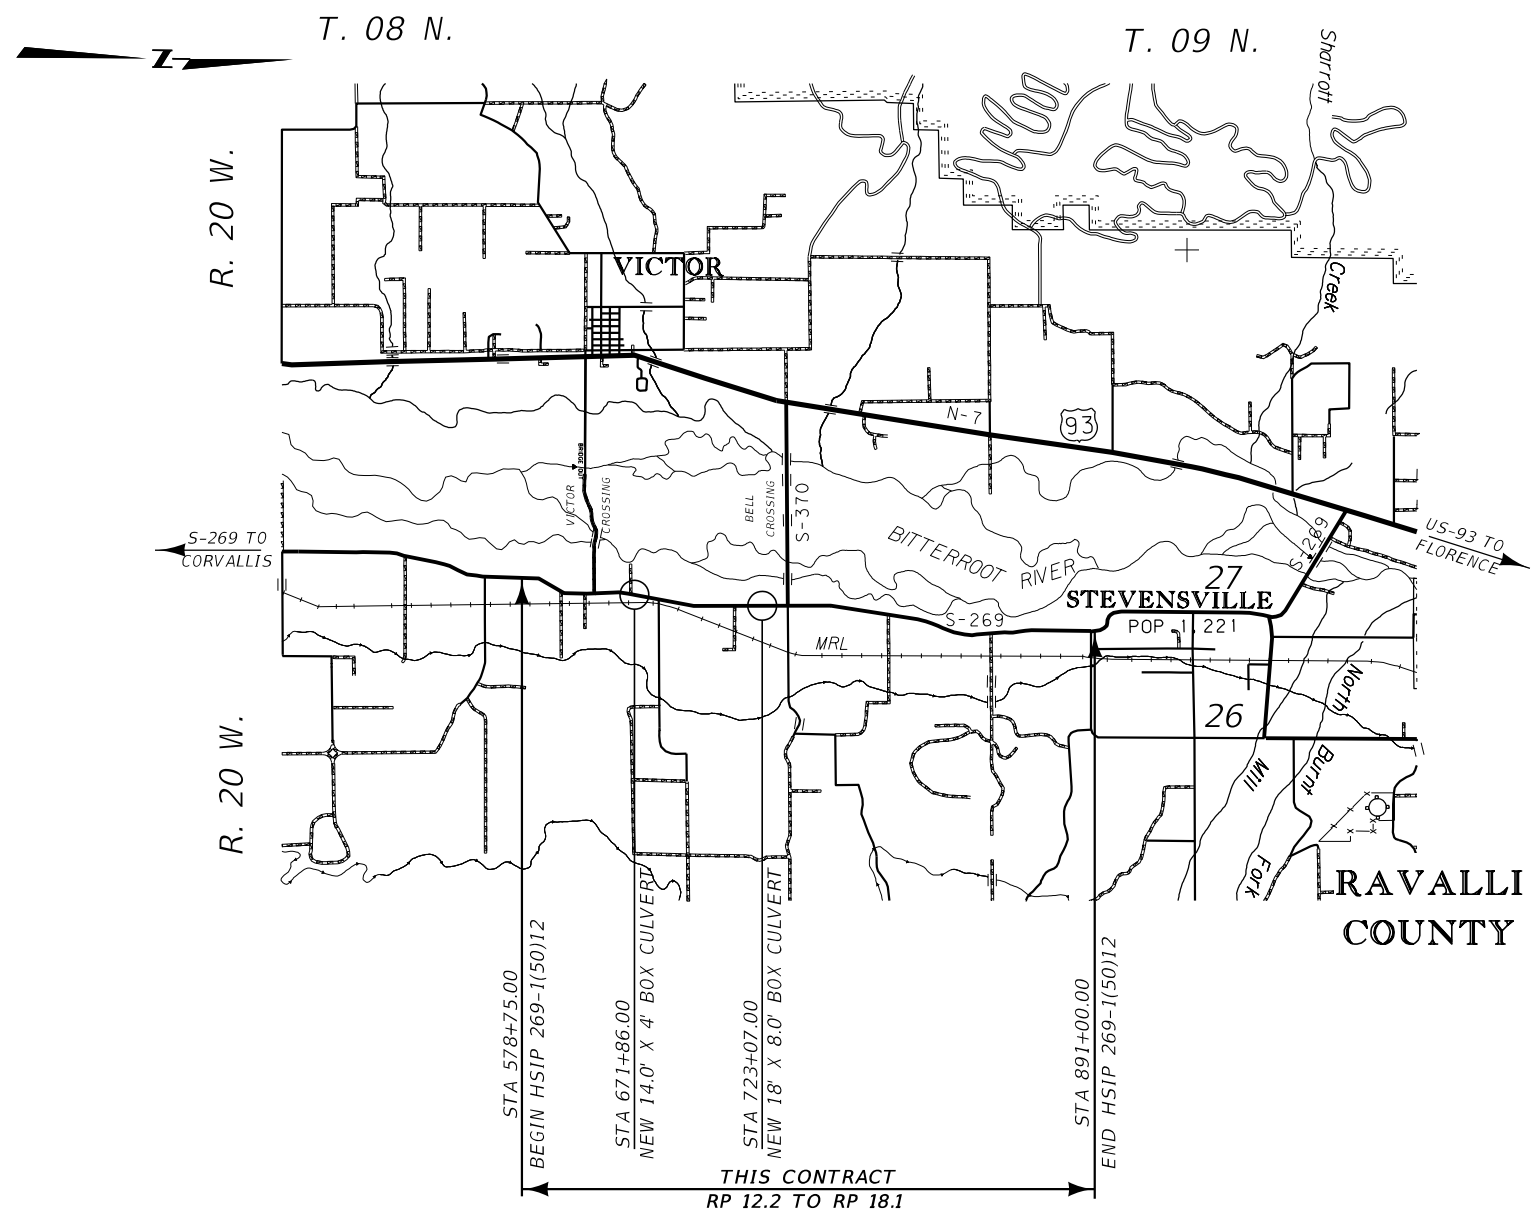 T. 08 N.
T. 09 N.
Z
Sharrott
R. 20 W.
VICTOR
Creek
N-7
93
BRIDGE OUT
VICTOR
CROSSING
BELL
CROSSING
S-370
S-269 TO
CORVALLIS
US-93 TO
FLORENCE
S-269
BITTERROOT RIVER
27
STEVENSVILLE
S-269
POP 1,221
MRL
North
26
R. 20 W.
Mill
Burnt
Fork
RAVALLI
COUNTY
STA 578+75.00
BEGIN HSIP 269-1(50)12
STA 671+86.00
NEW 14.0' X 4' BOX CULVERT
STA 723+07.00
NEW 18' X 8.0' BOX CULVERT
STA 891+00.00
END HSIP 269-1(50)12
THIS CONTRACT
RP 12.2 TO RP 18.1